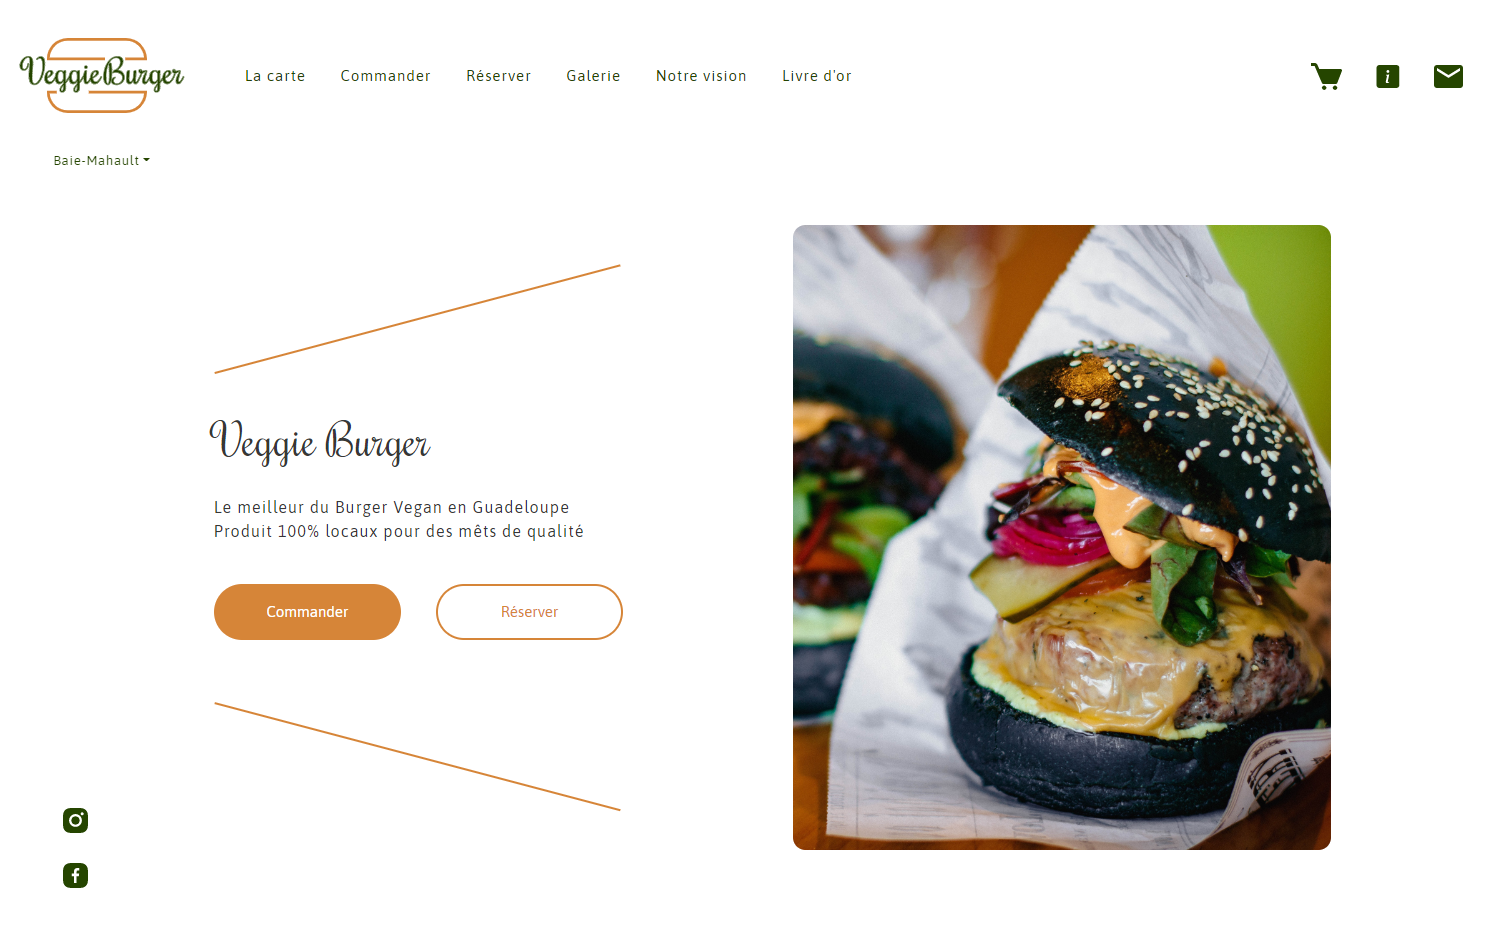 VeggieBurger
La carte
Commander
Réserver
Galerie
Notre vision
Livre d'or
i
Baie-Mahault
Veggie Burger
Le meilleur du Burger Vegan en Guadeloupe
Produit 100% locaux pour des mêts de qualité
Commander
Réserver
f